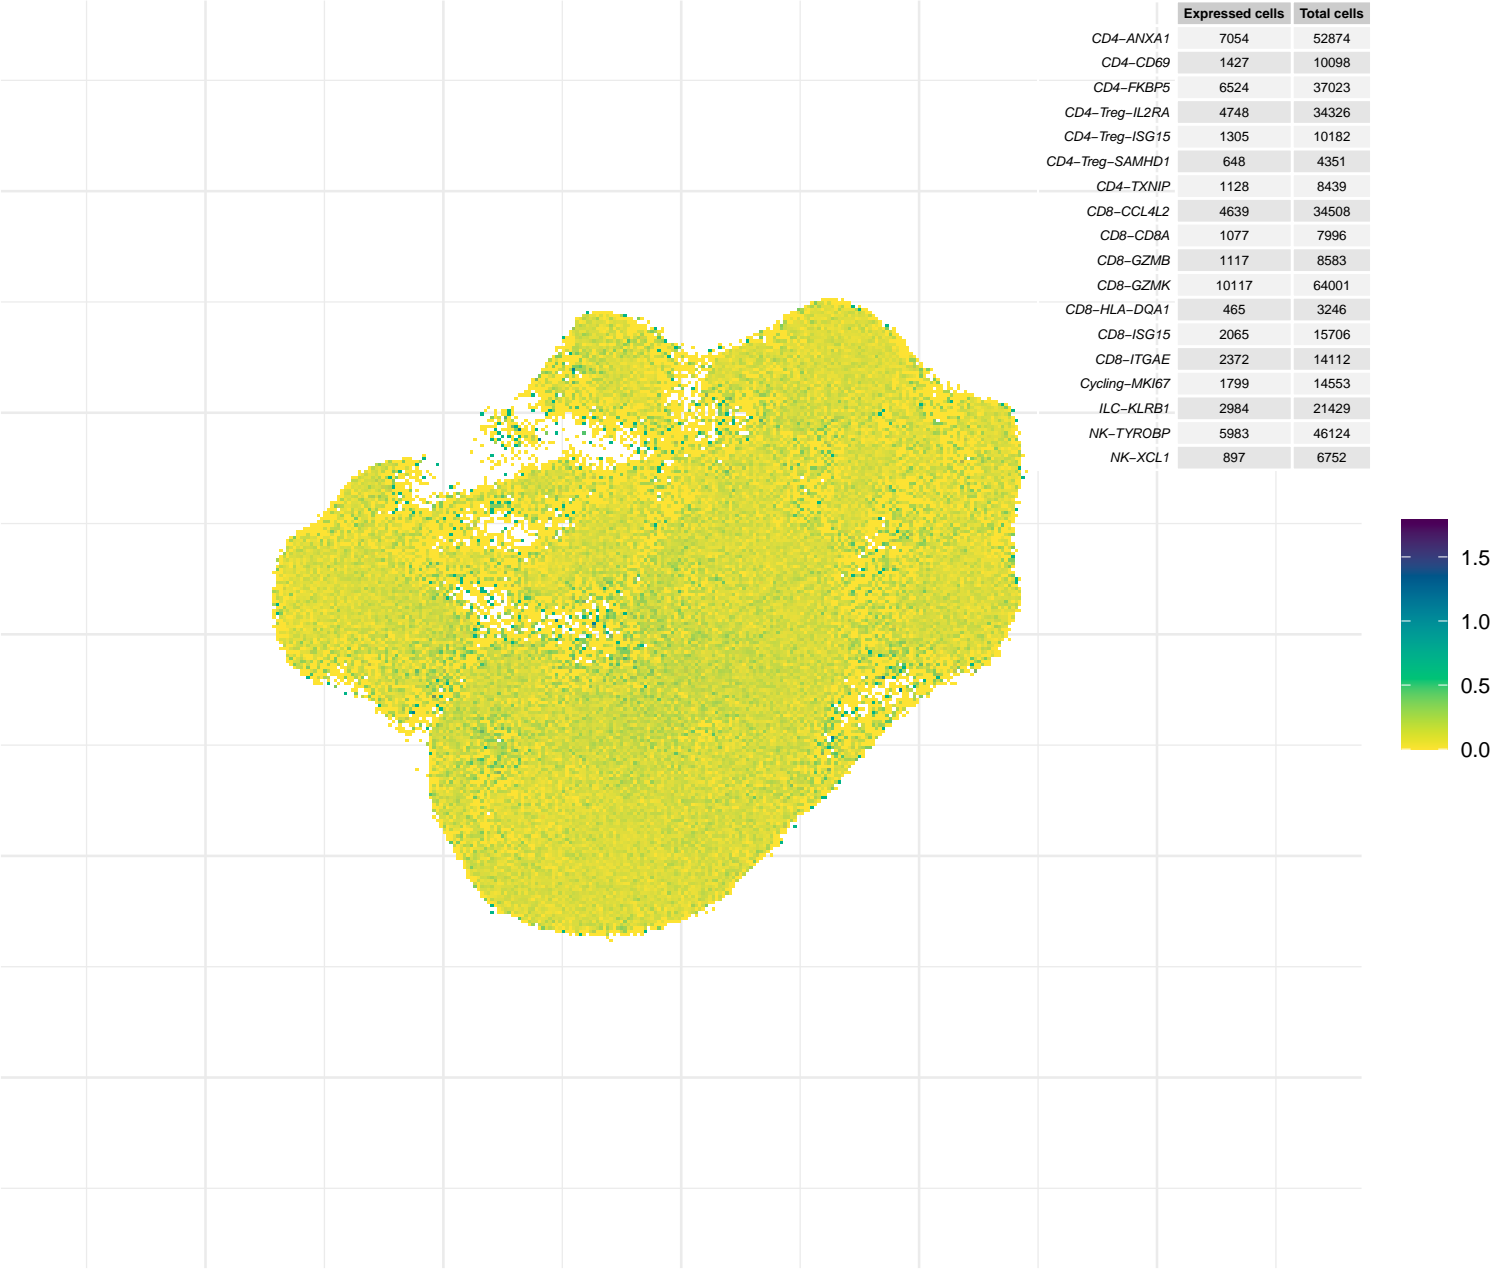 Expressed cells Total cells
CD4−ANXA1 7054 52874
CD4−CD69 1427 10098
CD4−FKBP5 6524 37023
CD4−Treg−IL2RA 4748 34326
CD4−Treg−ISG15 1305 10182
CD4−Treg−SAMHD1 648 4351
CD4−TXNIP 1128 8439
CD8−CCL4L2 4639 34508
CD8−CD8A 1077 7996
CD8−GZMB 1117 8583
CD8−GZMK 10117 64001
CD8−HLA−DQA1 465 3246
CD8−ISG15 2065 15706
CD8−ITGAE 2372 14112
Cycling−MKI67 1799 14553
ILC−KLRB1 2984 21429
NK−TYROBP 5983 46124
NK−XCL1 897 6752
1.5
1.0
0.5
0.0